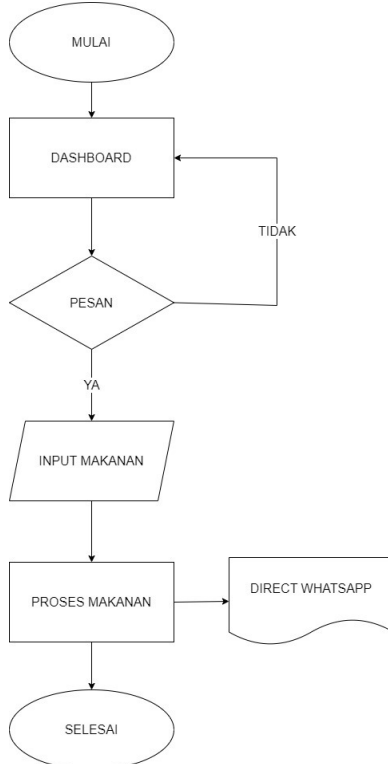 MULAI
DASHBOARD
TIDAK
PESAN
YA
INPUT MAKANAN
PROSES MAKANAN
DIRECT WHATSAPP
SELESAI